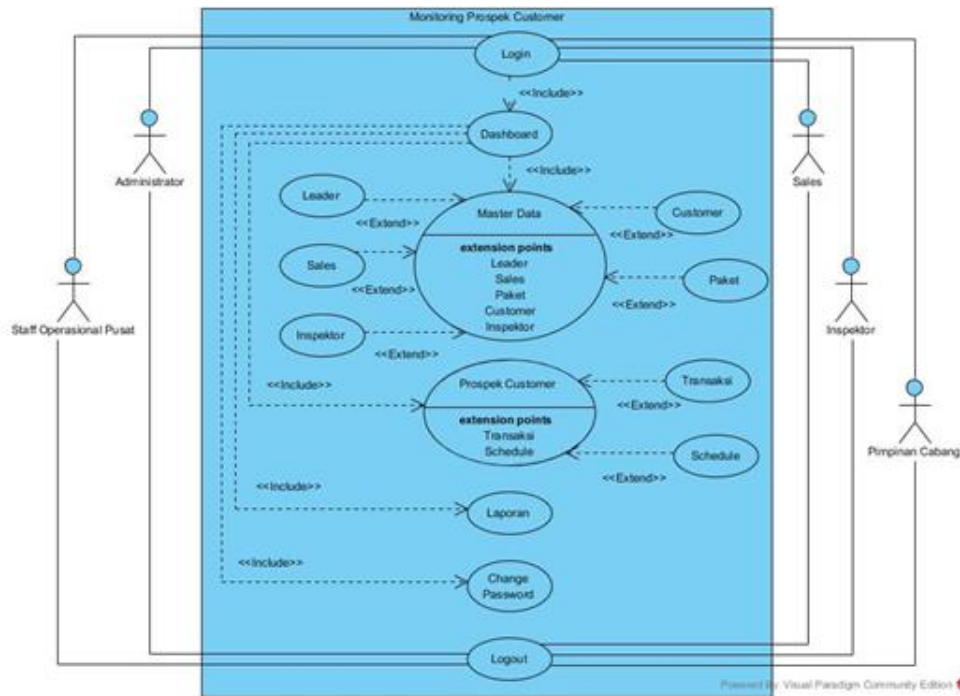 Monitoring Prospek Customer
Login
<<Include>>
Dashboard
<<Include>>
Administrator
Sales
Leader
<<Extend>>
Master Data
<<Extend>>
Customer
extension points
Leader
Sales
Paket
Customer
Inspektor
Sales
<<Extend>>
Paket
<<Extend>>
Staff Operasional Pusat
Inspektor
Inspektor
<<Extend>>
<<Include>>
Prospek Customer
Transaksi
<<Extend>>
extension points
Transaksi
Schedule
Schedule
<<Extend>>
Pimpinan Cabang
<<Include>>
Laporan
<<Include>>
Change
Password
Logout
Powered By Visual Paradigm Community Edition